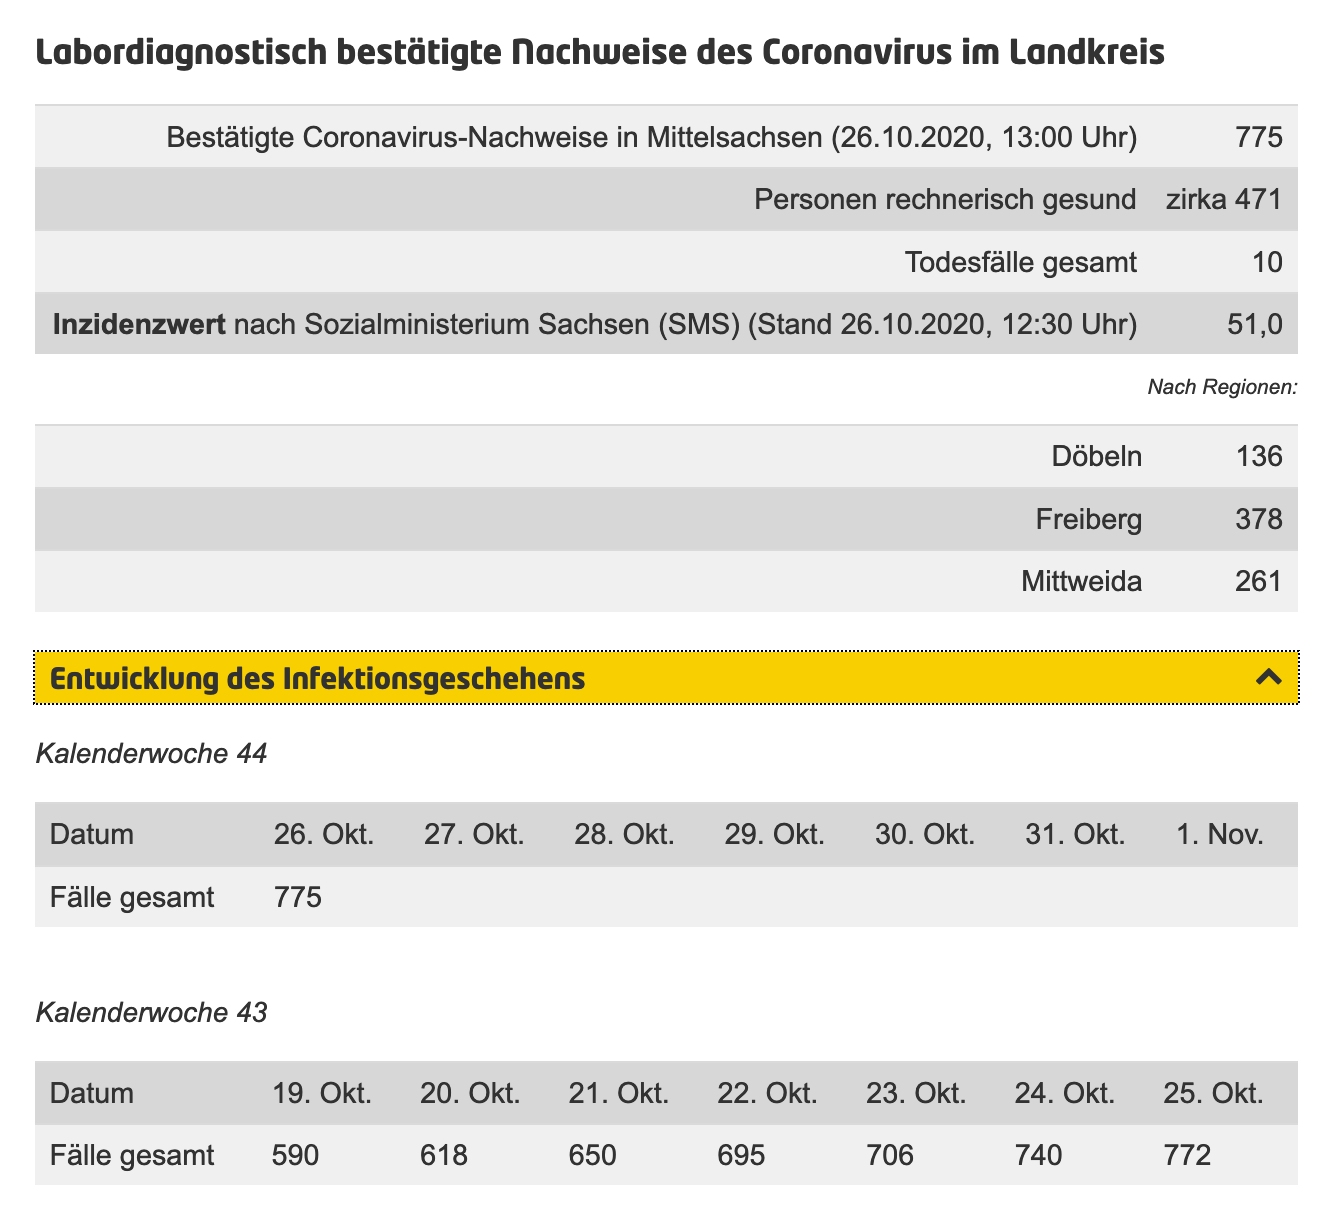 Labordiagnostisch bestätigte Nachweise des Coronavirus im Landkreis
Bestätigte Coronavirus-Nachweise in Mittelsachsen (26.10.2020, 13:00 Uhr) 775
Personen rechnerisch gesund zirka 471
Todesfälle gesamt 10
Inzidenzwert nach Sozialministerium Sachsen (SMS) (Stand 26.10.2020, 12:30 Uhr) 51,0
Nach Regionen:
Döbeln 136
Freiberg 378
Mittweida 261
Entwicklung des Infektionsgeschehens
Kalenderwoche 44
Datum 26. Okt. 27. Okt. 28. Okt. 29. Okt. 30. Okt. 31. Okt. 1. Nov.
Fälle gesamt 775
Kalenderwoche 43
Datum 19. Okt. 20. Okt. 21. Okt. 22. Okt. 23. Okt. 24. Okt. 25. Okt.
Fälle gesamt 590 618 650 695 706 740 772